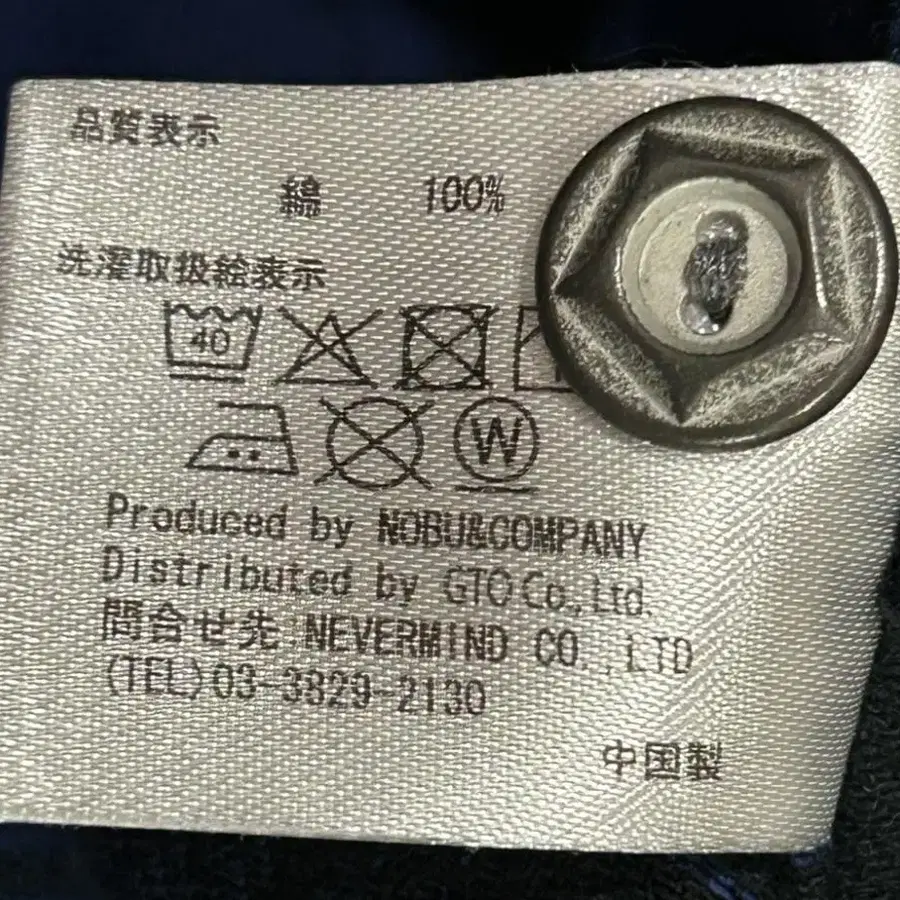 品質表示
綿 100%
洗濯取扱絵表示
40
W
Produced by NOBU&COMPANY
Distributed by GTO Co., Ltd.
問合せ先:NEVERMIND CO.,LTD
(TEL)03-3829-2130
中国製